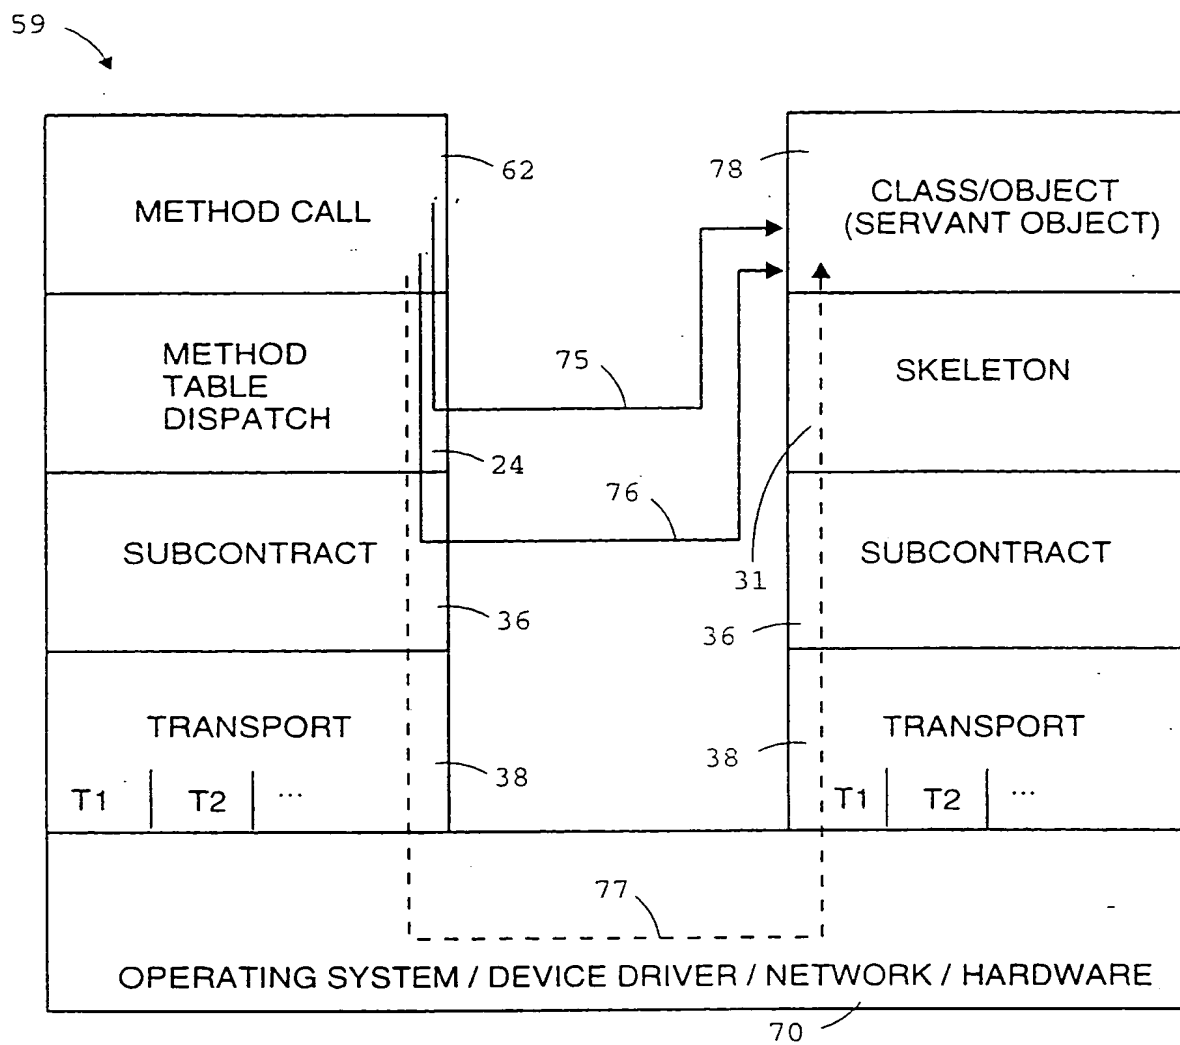 59
METHOD CALL
62
78
CLASS/OBJECT
(SERVANT OBJECT)
METHOD
TABLE
DISPATCH
75
SKELETON
24
76
31
SUBCONTRACT
SUBCONTRACT
36
36
TRANSPORT
TRANSPORT
38
38
T1
T2
...
T1
T2
...
77
OPERATING SYSTEM / DEVICE DRIVER / NETWORK / HARDWARE
70